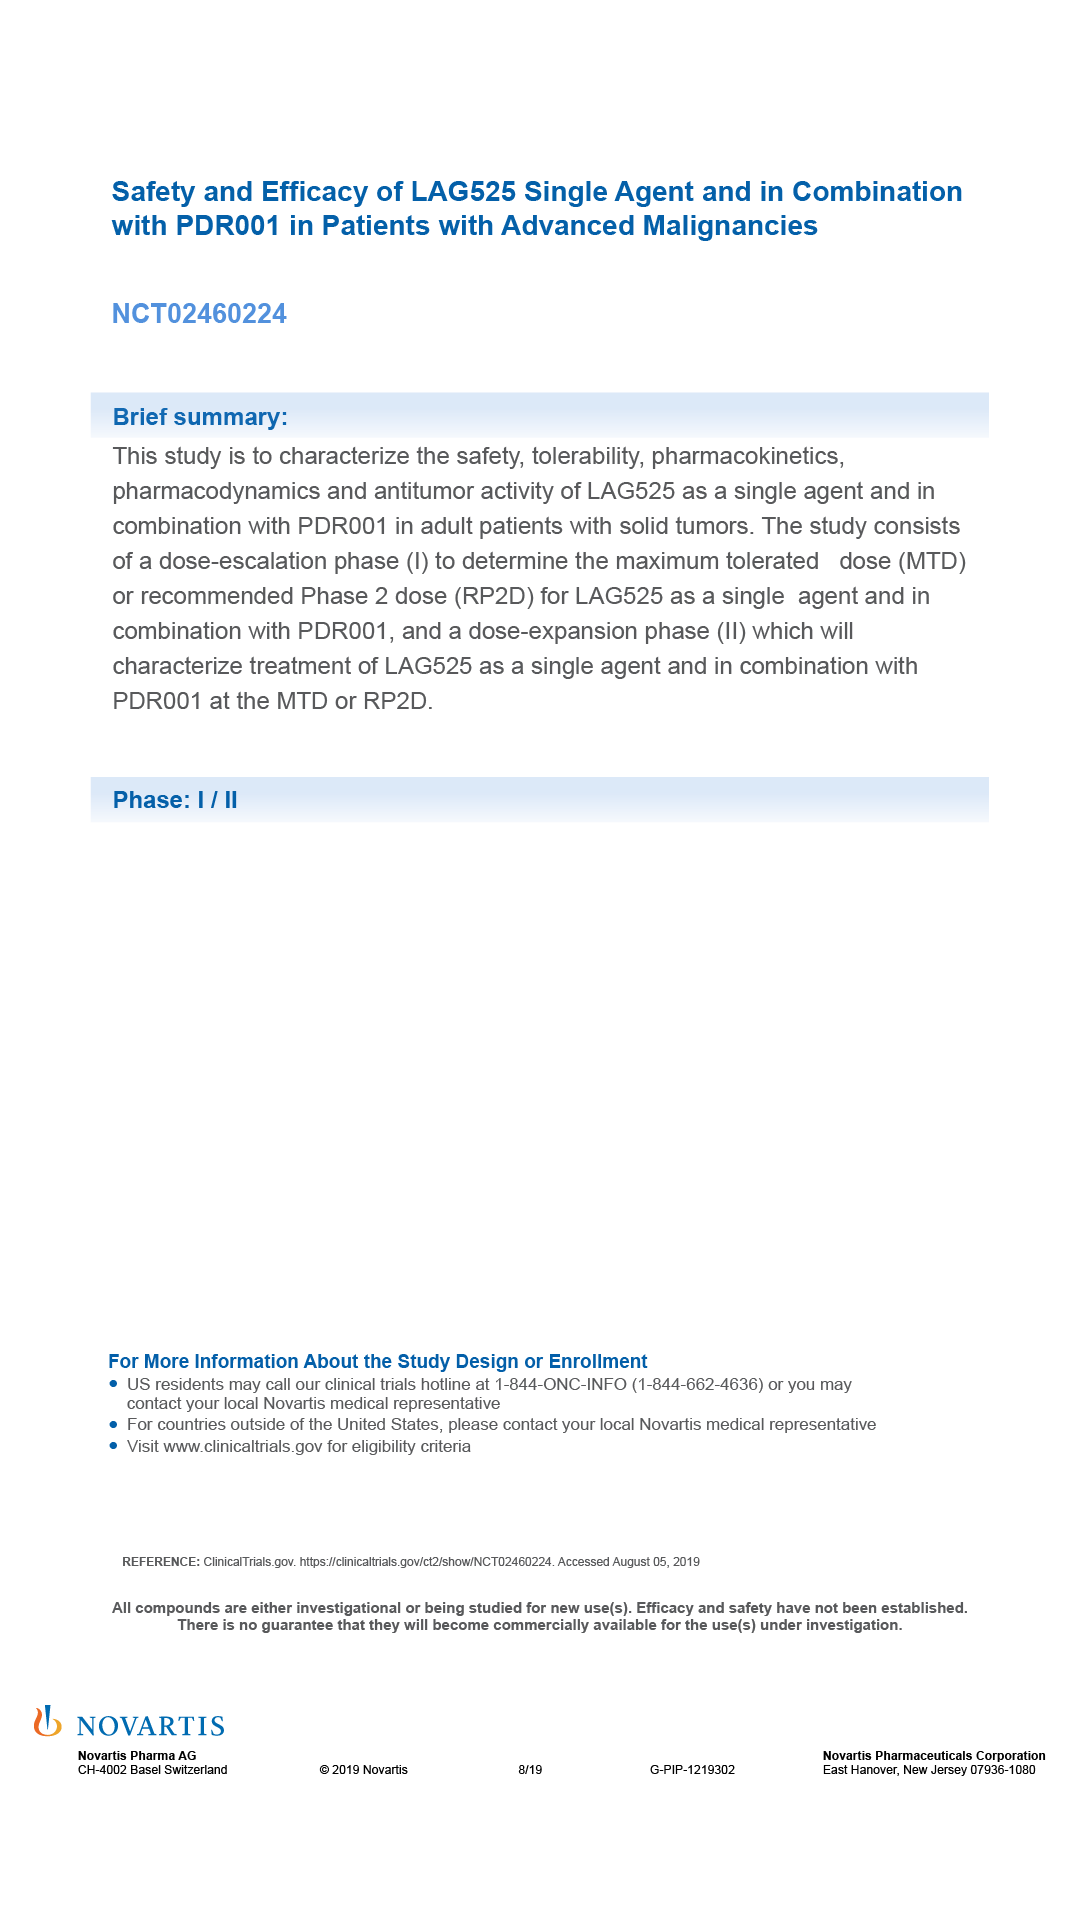 Safety and Efficacy of LAG525 Single Agent and in Combination
with PDR001 in Patients with Advanced Malignancies
NCT02460224
Brief summary:
This study is to characterize the safety, tolerability, pharmacokinetics,
pharmacodynamics and antitumor activity of LAG525 as a single agent and in
combination with PDR001 in adult patients with solid tumors. The study consists
of a dose-escalation phase (I) to determine the maximum tolerated   dose (MTD)
or recommended Phase 2 dose (RP2D) for LAG525 as a single  agent and in
combination with PDR001, and a dose-expansion phase (II) which will
characterize treatment of LAG525 as a single agent and in combination with
PDR001 at the MTD or RP2D.
Phase: I / II
For More Information About the Study Design or Enrollment
• US residents may call our clinical trials hotline at 1-844-ONC-INFO (1-844-662-4636) or you may
contact your local Novartis medical representative
• For countries outside of the United States, please contact your local Novartis medical representative
• Visit www.clinicaltrials.gov for eligibility criteria
REFERENCE: ClinicalTrials.gov. https://clinicaltrials.gov/ct2/show/NCT02460224. Accessed August 05, 2019
All compounds are either investigational or being studied for new use(s). Efficacy and safety have not been established.
There is no guarantee that they will become commercially available for the use(s) under investigation.
NOVARTIS
Novartis Pharma AG
CH-4002 Basel Switzerland
© 2019 Novartis
8/19
G-PIP-1219302
Novartis Pharmaceuticals Corporation
East Hanover, New Jersey 07936-1080